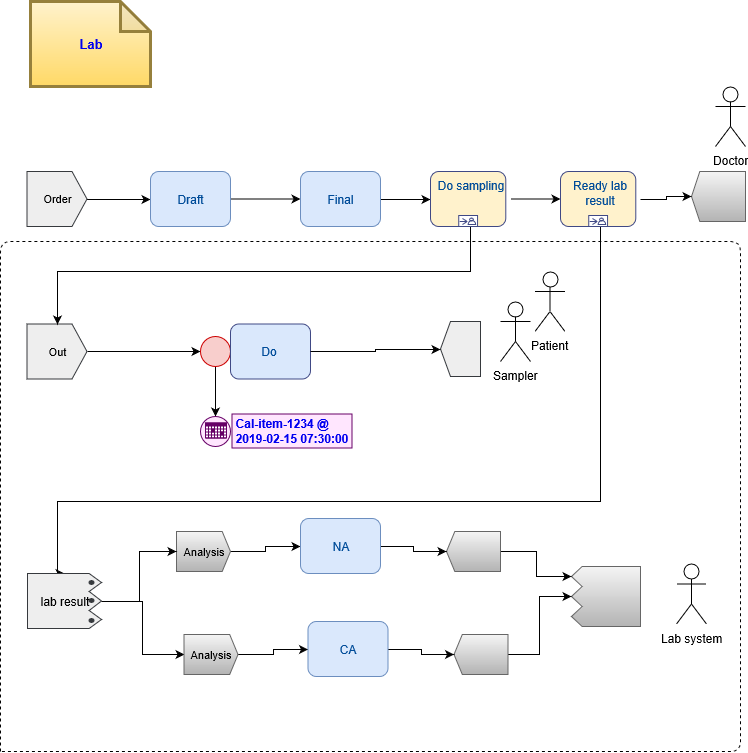 Lab
Doctor
Order
Draft
Final
Do sampling
Ready lab
result
Out
Do
Patient
Sampler
Cal-item-1234 @
2019-02-15 07:30:00
Analysis
NA
lab result
Lab system
Analysis
CA